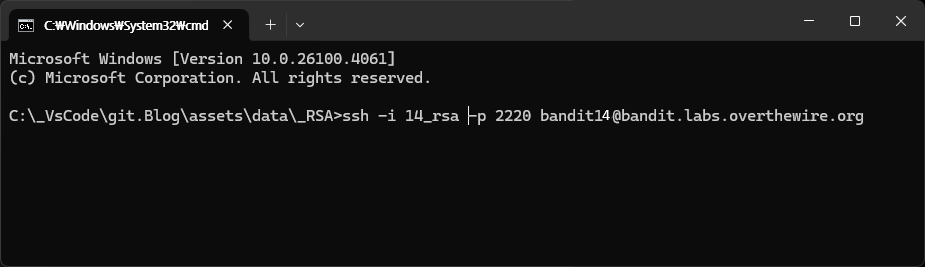 C:₩Windows₩System32₩cmd
Microsoft Windows [Version 10.0.26100.4061]
(c) Microsoft Corporation. All rights reserved.
C:\_VsCode\git.Blog\assets\data\_RSA>ssh -i 14_rsa -p 2220 bandit14@bandit.labs.overthewire.org